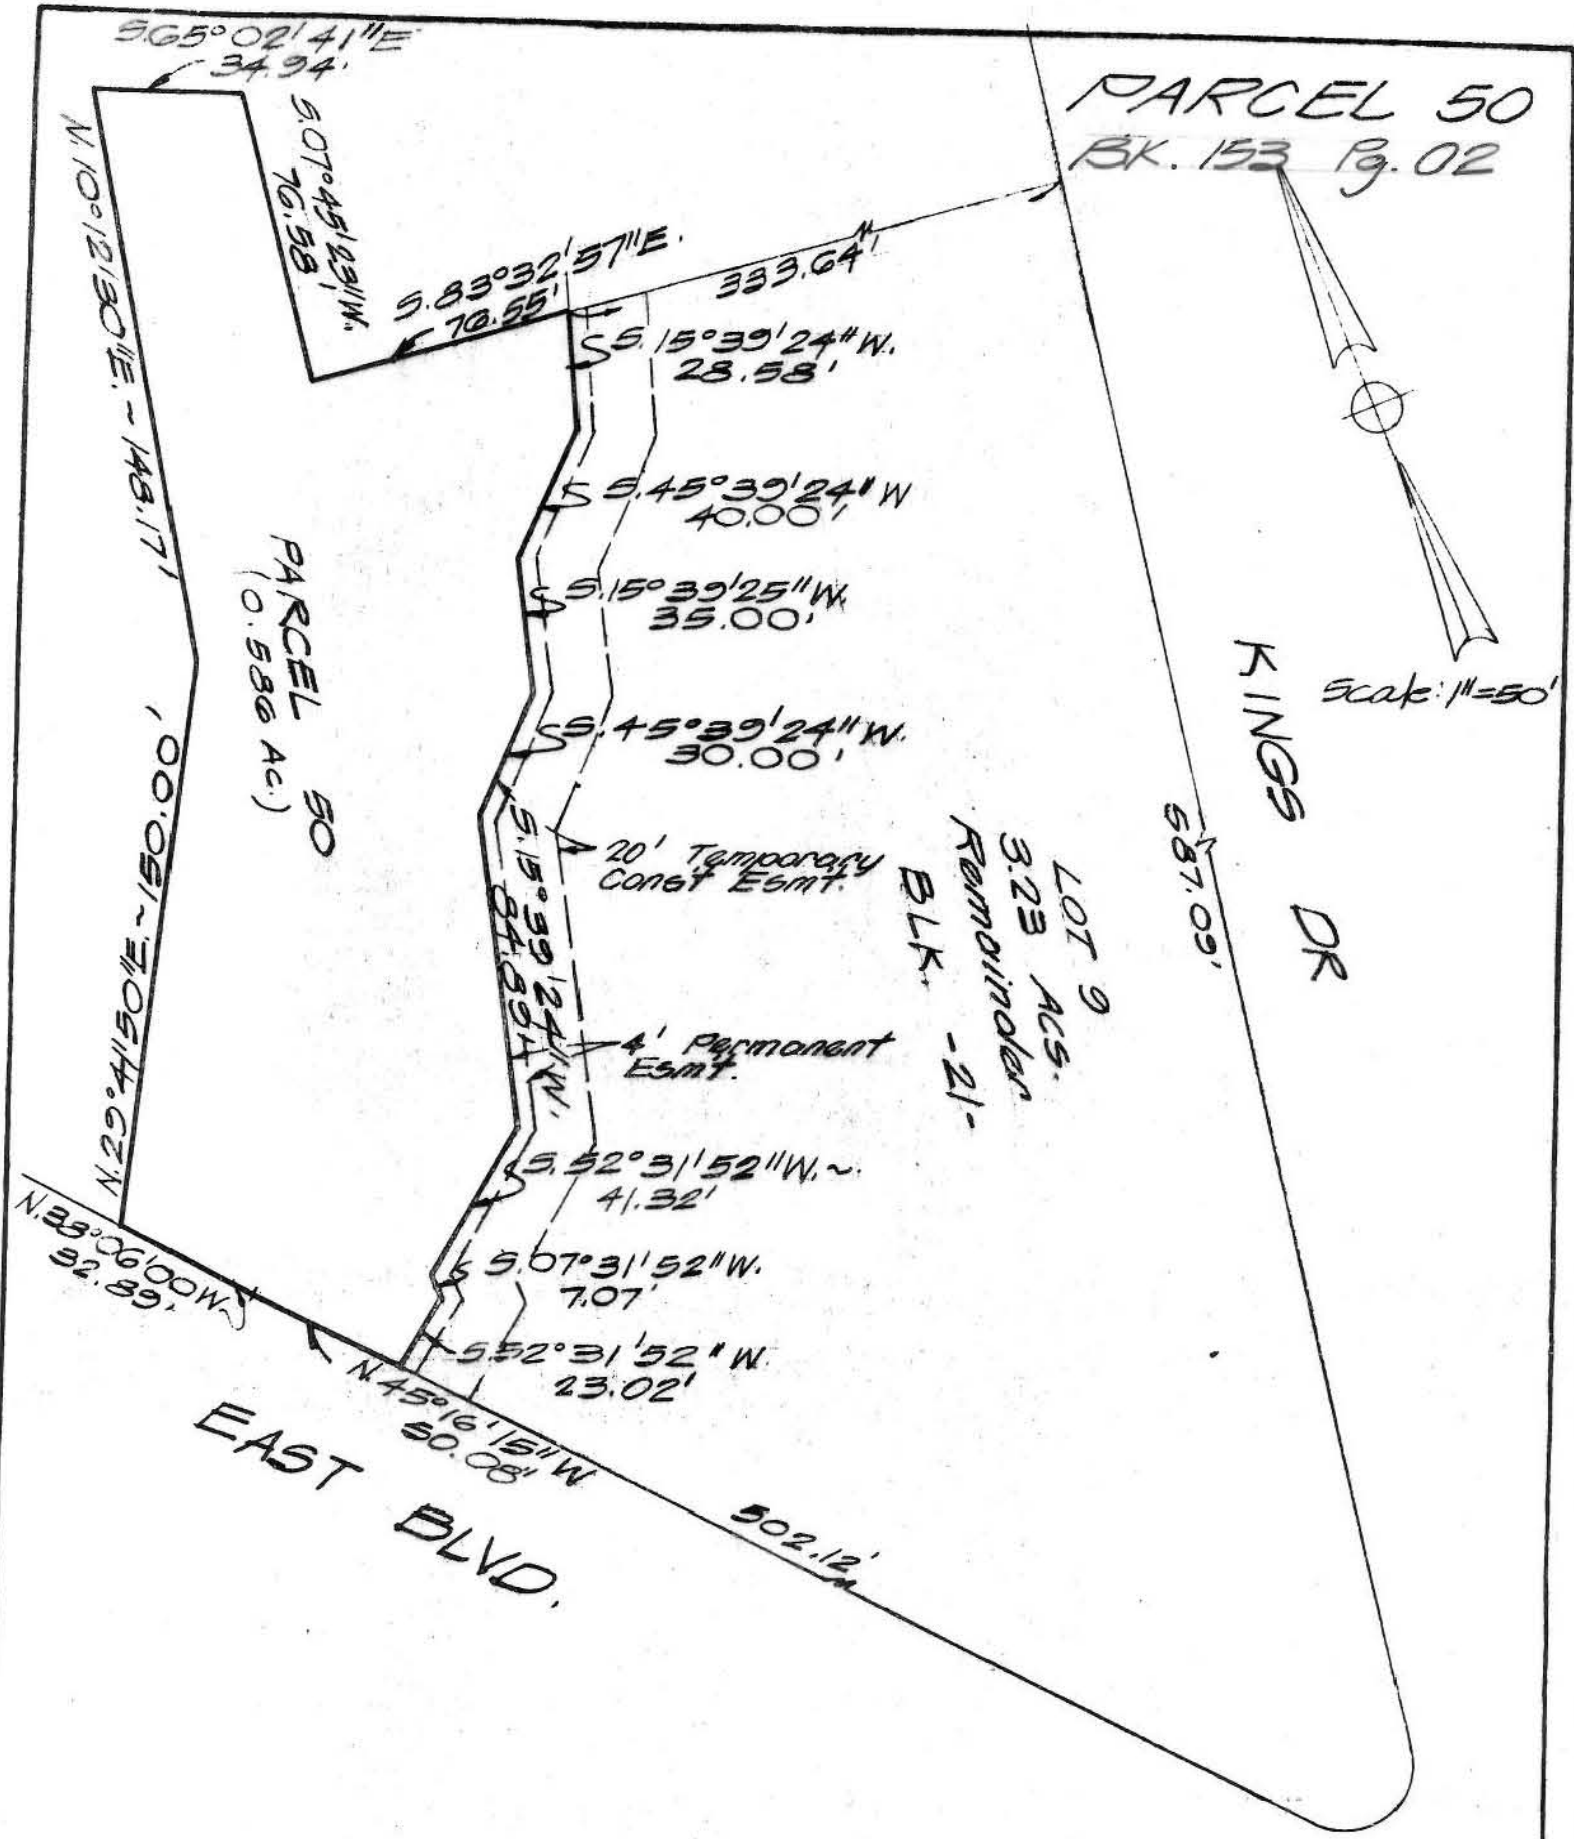 S.65°02'41"E
34.94'
PARCEL 50
BK. 153 Pg. 02
S.07°45'23"W.
76.58'
N.10°12'30"E. ~ 148.17'
S.83°32'57"E.
76.55'
333.64'
S.15°39'24"W.
28.58'
S.45°39'24"W
40.00'
S.15°39'25"W.
35.00'
S.45°39'24"W.
30.00'
Scale: 1"=50'
KINGS DR
587.09'
PARCEL 50
(0.586 AC.)
S.15°39'24"W.
84.89'
20' Temporary
Const Esmt.
LOT 9
3.23 ACS.
Remainder
BLK. -21-
4' Permanent
Esmt.
N.29°14'50"E. ~ 150.00'
S.52°31'52"W. ~
41.32'
S.07°31'52"W.
7.07'
S.52°31'52"W.
23.02'
N.38°06'00W ~
32.89'
N.45°16'15"W
50.08'
502.12'
EAST BLVD.